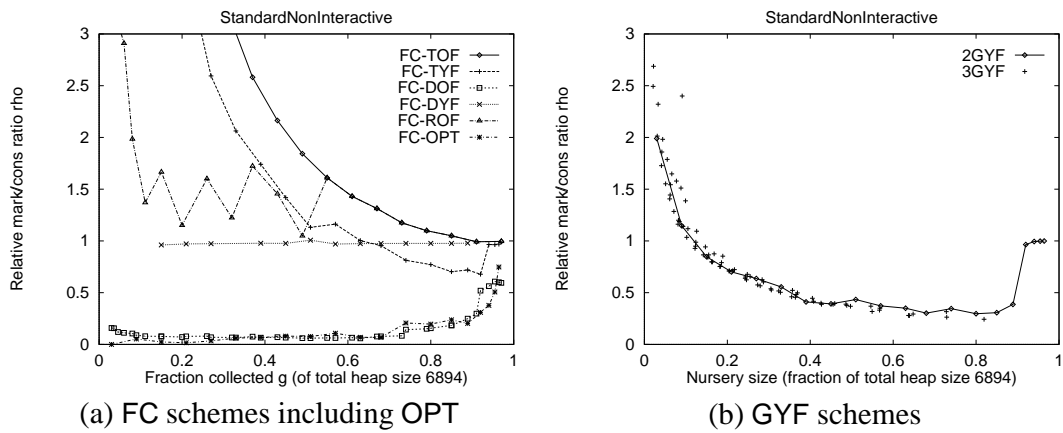 StandardNonInteractive
3
2.5
2
1.5
1
0.5
0
0
0.2
0.4
0.6
0.8
1
Relative mark/cons ratio rho
Fraction collected g (of total heap size 6894)
FC-TOF
FC-TYF
FC-DOF
FC-DYF
FC-ROF
FC-OPT
(a) FC schemes including OPT
StandardNonInteractive
3
2.5
2
1.5
1
0.5
0
0
0.2
0.4
0.6
0.8
1
Relative mark/cons ratio rho
Nursery size (fraction of total heap size 6894)
2GYF
3GYF
(b) GYF schemes